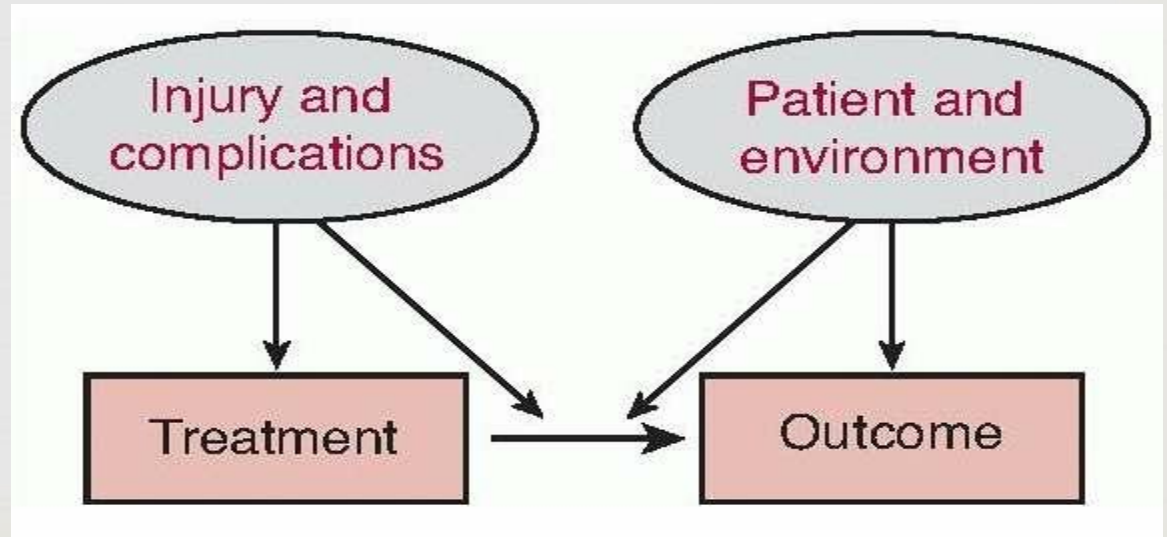 Injury and
complications
Patient and
environment
Treatment
Outcome